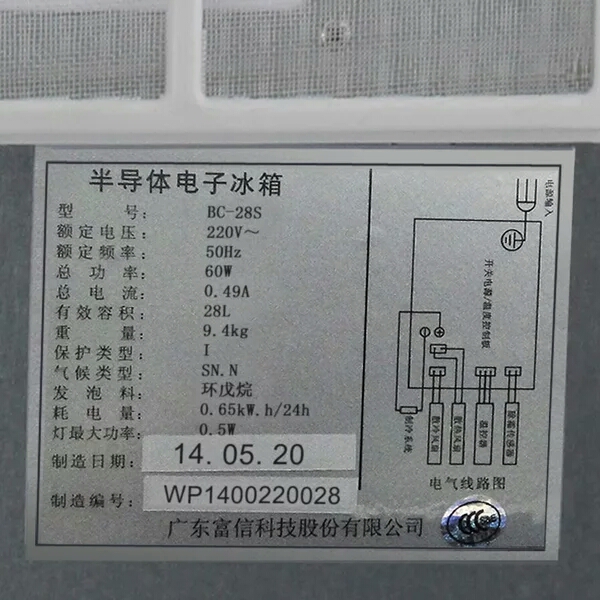 半导体电子冰箱
型号: BC-28S
额定电压: 220V～
额定频率: 50Hz
总功率: 60W
总电流: 0.49A
有效容积: 28L
重量: 9.4kg
保护类型: I
气候类型: SN.N
发泡料: 环戊烷
耗电量: 0.65kW.h/24h
灯最大功率: 0.5W
制造日期: 14. 05. 20
制造编号: WP1400220028
广东富信科技股份有限公司
电源输入
开关电源/温度控制板
制冷系统
散冷风扇
散热风扇
温控器
除霜传感器
电气线路图
CCC